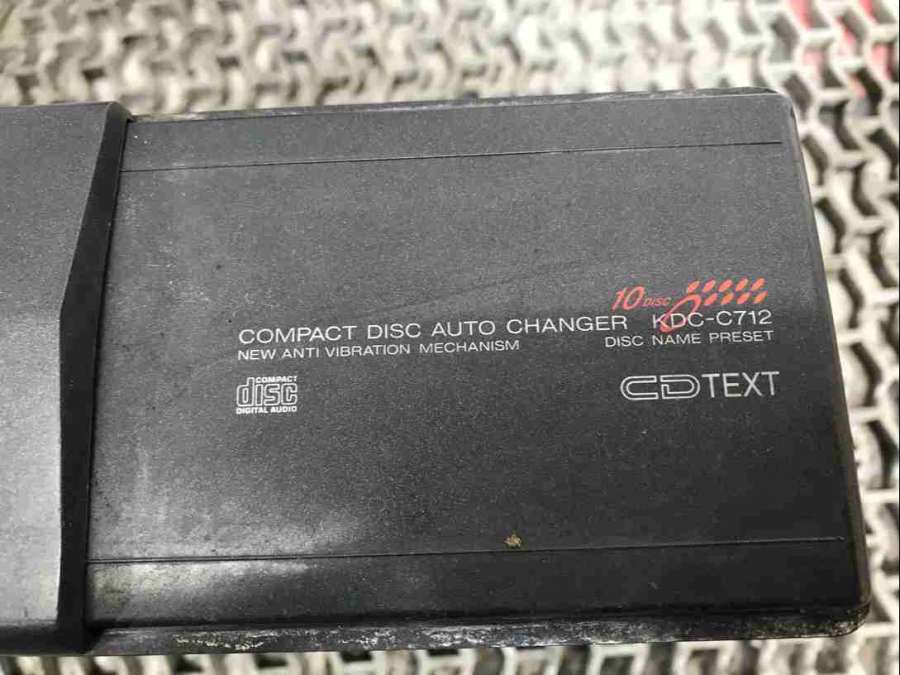 10 DISC
COMPACT DISC AUTO CHANGER KDC-C712
NEW ANTI VIBRATION MECHANISM DISC NAME PRESET
COMPACT
disc
DIGITAL AUDIO
CD TEXT